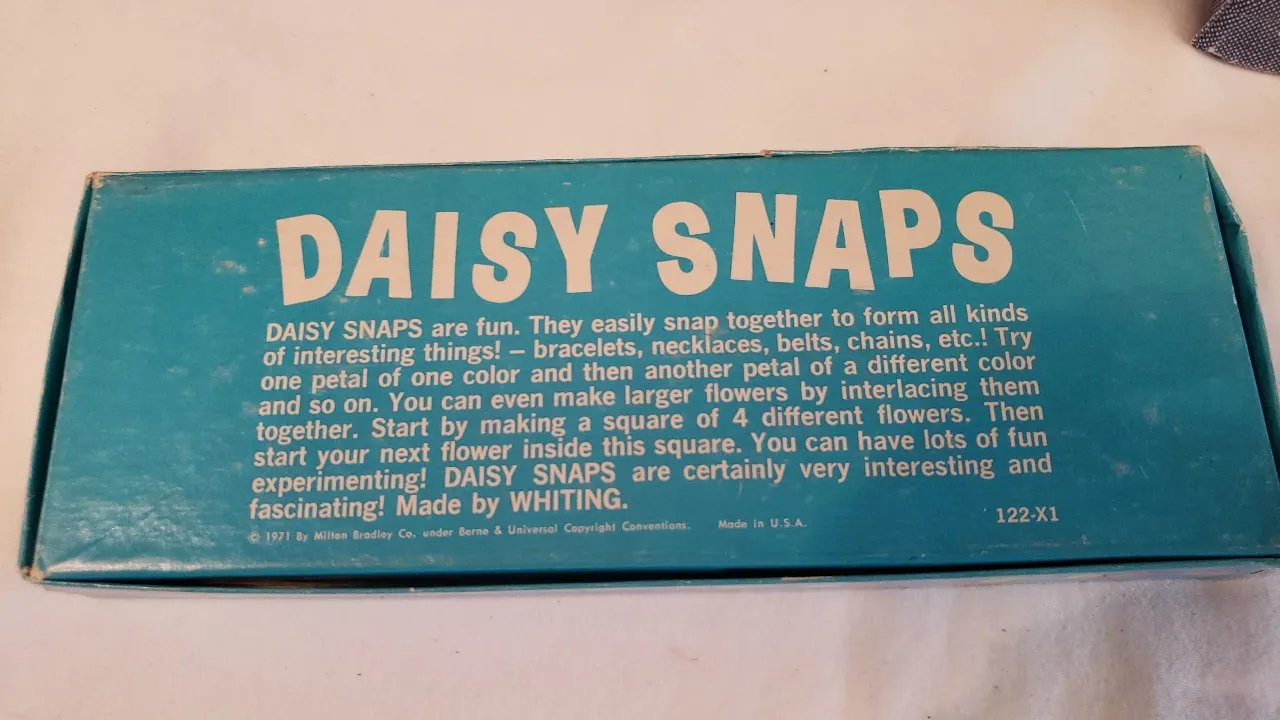 DAISY SNAPS
DAISY SNAPS are fun. They easily snap together to form all kinds
of interesting things! – bracelets, necklaces, belts, chains, etc.! Try
one petal of one color and then another petal of a different color
and so on. You can even make larger flowers by interlacing them
together. Start by making a square of 4 different flowers. Then
start your next flower inside this square. You can have lots of fun
experimenting! DAISY SNAPS are certainly very interesting and
fascinating! Made by WHITING.
122-X1
© 1971 By Milton Bradley Co. under Berne & Universal Copyright Conventions. Made in U.S.A.